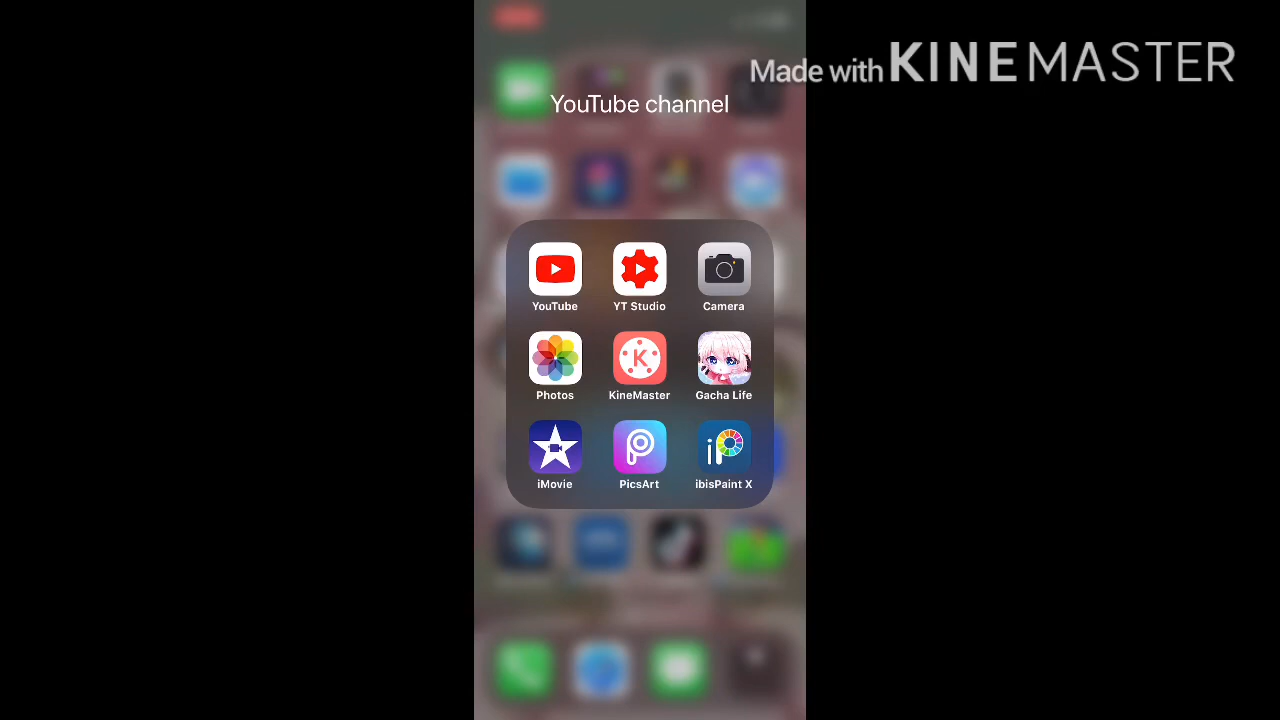 Made with KINEMASTER
YouTube channel
YouTube YT Studio Camera
Photos KineMaster Gacha Life
iMovie PicsArt ibisPaint X